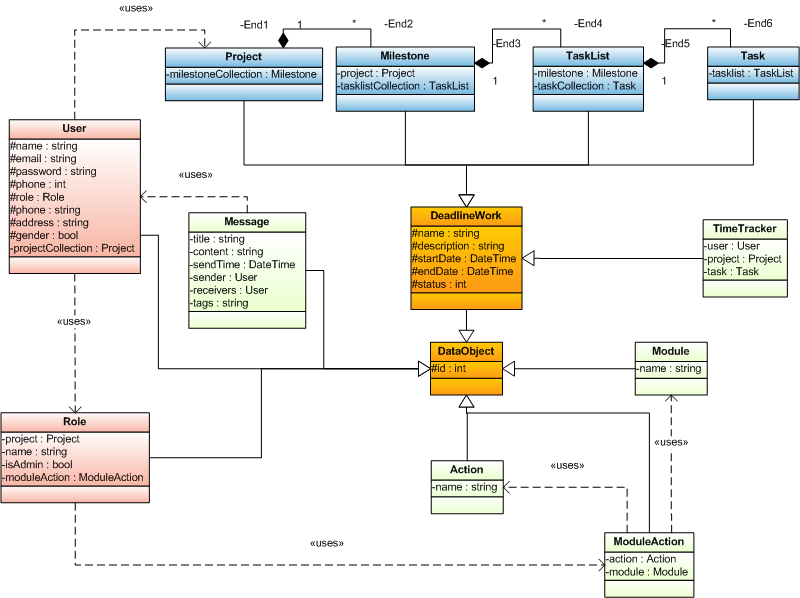 «uses»
-End1
1
*
-End2
-End3
1
*
-End4
-End5
1
*
-End6
Project
-milestoneCollection : Milestone
Milestone
-project : Project
-tasklistCollection : TaskList
TaskList
-milestone : Milestone
-taskCollection : Task
Task
-tasklist : TaskList
User
#name : string
#email : string
#password : string
#phone : int
#role : Role
#phone : string
#address : string
#gender : bool
-projectCollection : Project
«uses»
Message
-title : string
-content : string
-sendTime : DateTime
-sender : User
-receivers : User
-tags : string
DeadlineWork
#name : string
#description : string
#startDate : DateTime
#endDate : DateTime
#status : int
TimeTracker
-user : User
-project : Project
-task : Task
«uses»
DataObject
#id : int
Module
-name : string
Role
-project : Project
-name : string
-isAdmin : bool
-moduleAction : ModuleAction
«uses»
Action
-name : string
«uses»
«uses»
ModuleAction
-action : Action
-module : Module